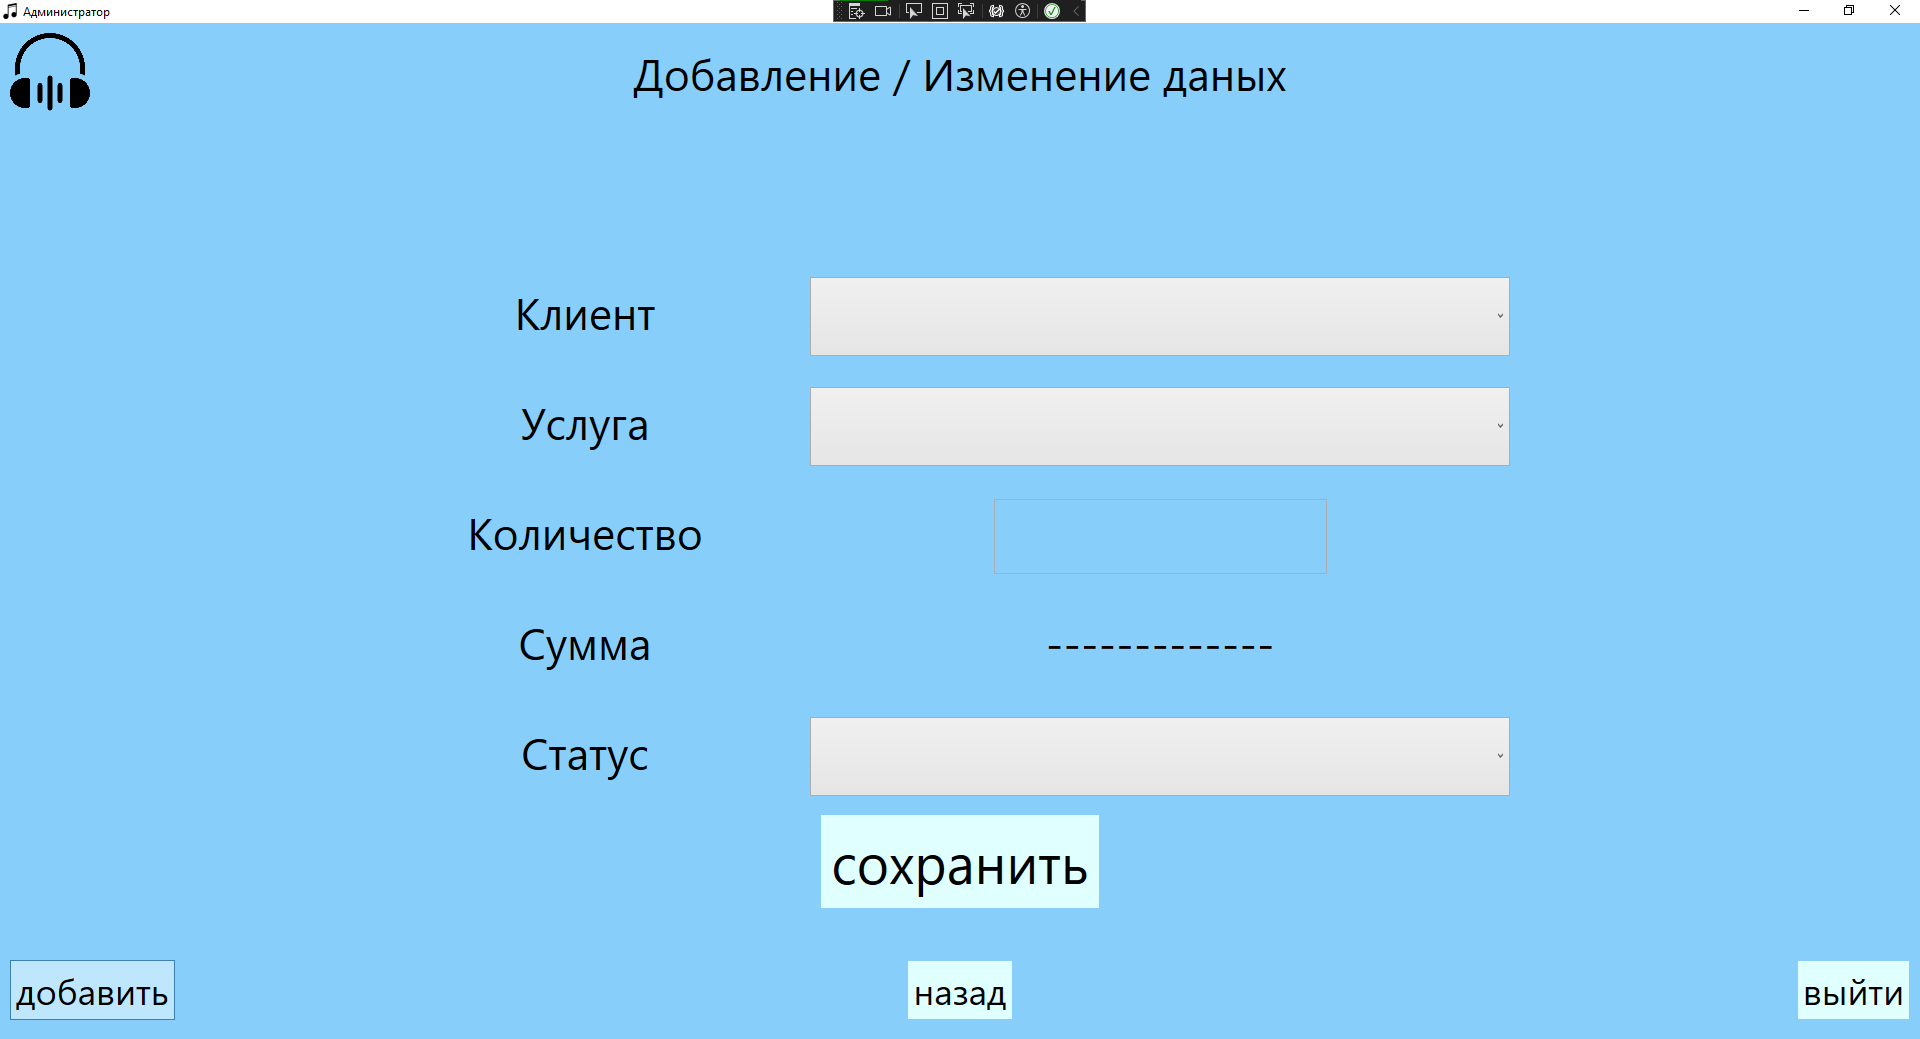 Администратор
Добавление / Изменение даных
Клиент
Услуга
Количество
Сумма
-------------
Статус
сохранить
добавить
назад
выйти